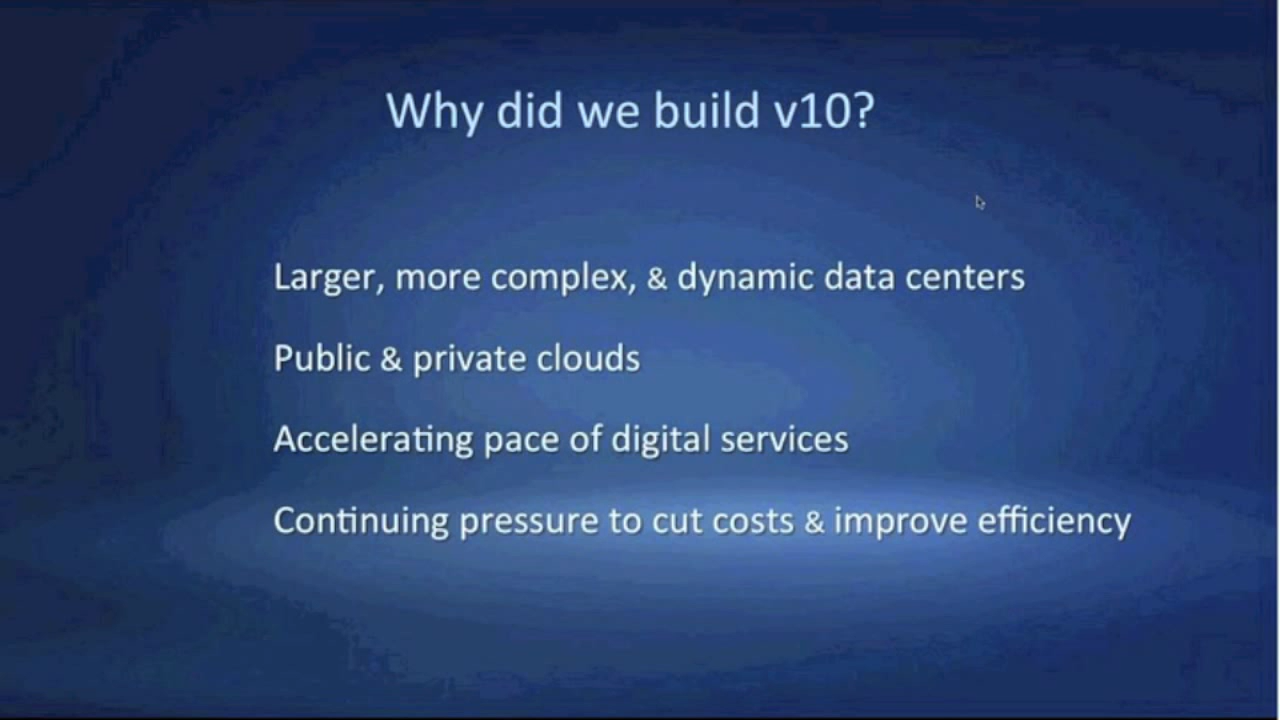 Why did we build v10?
Larger, more complex, & dynamic data centers
Public & private clouds
Accelerating pace of digital services
Continuing pressure to cut costs & improve efficiency